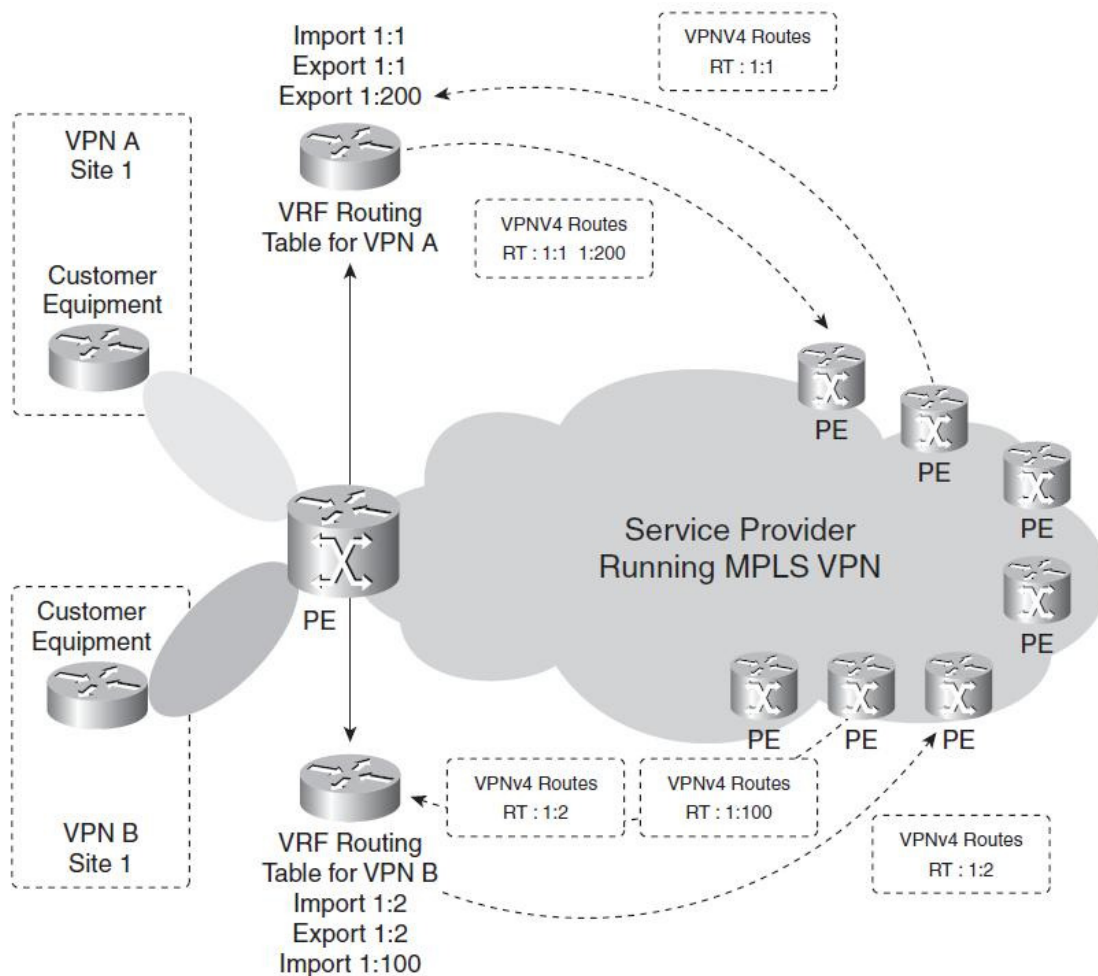 Import 1:1
Export 1:1
Export 1:200
VPNV4 Routes
RT : 1:1
VPN A
Site 1
VRF Routing
Table for VPN A
VPNV4 Routes
RT : 1:1 1:200
Customer
Equipment
PE
PE
PE
Service Provider
Running MPLS VPN
PE
Customer
Equipment
PE
PE
PE
PE
VPN B
Site 1
VRF Routing
Table for VPN B
Import 1:2
Export 1:2
Import 1:100
VPNv4 Routes
RT : 1:2
VPNv4 Routes
RT : 1:100
VPNv4 Routes
RT : 1:2